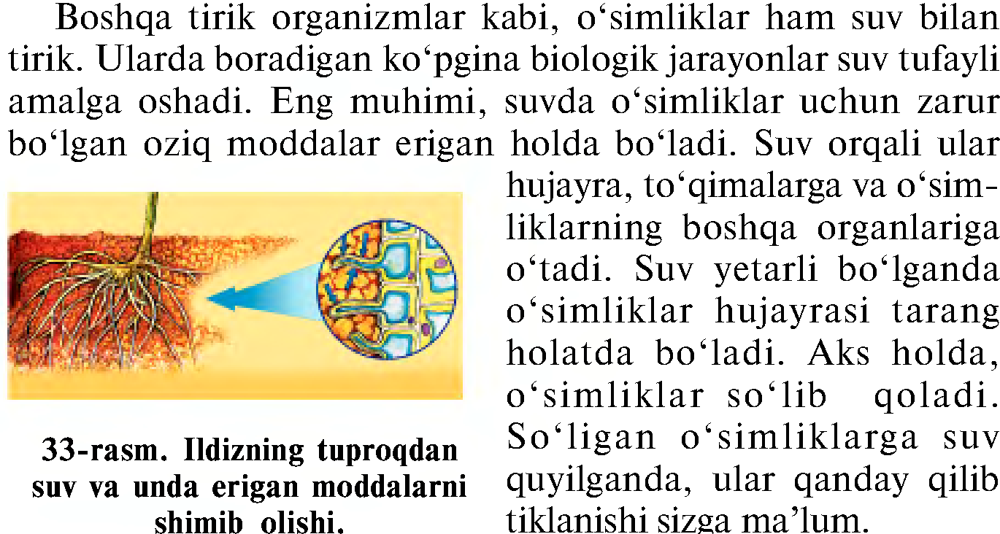 Boshqa tirik organizmlar kabi, o‘simliklar ham suv bilan
tirik. Ularda boradigan ko‘pgina biologik jarayonlar suv tufayli
amalga oshadi. Eng muhimi, suvda o‘simliklar uchun zarur
bo‘lgan oziq moddalar erigan holda bo‘ladi. Suv orqali ular
hujayra, to‘qimalarga va o‘sim-
liklarning boshqa organlariga
o‘tadi. Suv yetarli bo‘lganda
o‘simliklar hujayrasi tarang
holatda bo‘ladi. Aks holda,
o‘simliklar so‘lib qoladi.
So‘ligan o‘simliklarga suv
quyilganda, ular qanday qilib
tiklanishi sizga ma’lum.
33-rasm. Ildizning tuproqdan
suv va unda erigan moddalarni
shimib olishi.